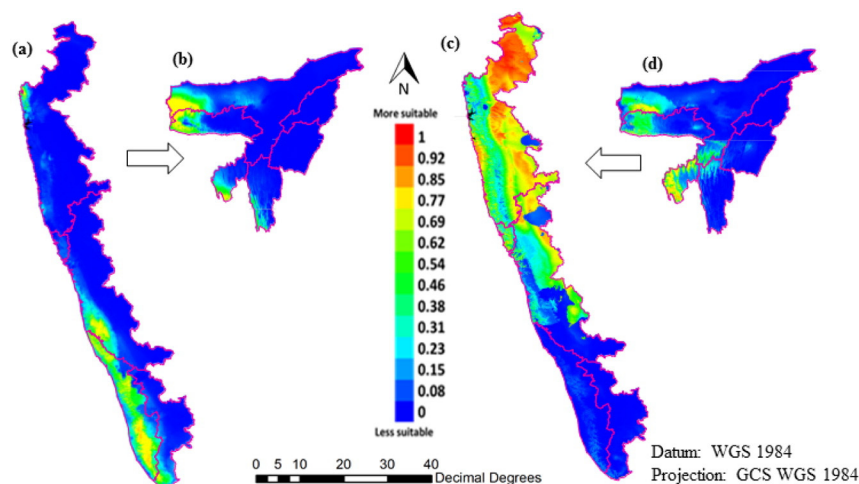 (a)
(b)
(c)
(d)
N
More suitable
1
0.92
0.85
0.77
0.69
0.62
0.54
0.46
0.38
0.31
0.23
0.15
0.08
0
Less suitable
0 5 10 20 30 40 Decimal Degrees
Datum: WGS 1984
Projection: GCS WGS 1984